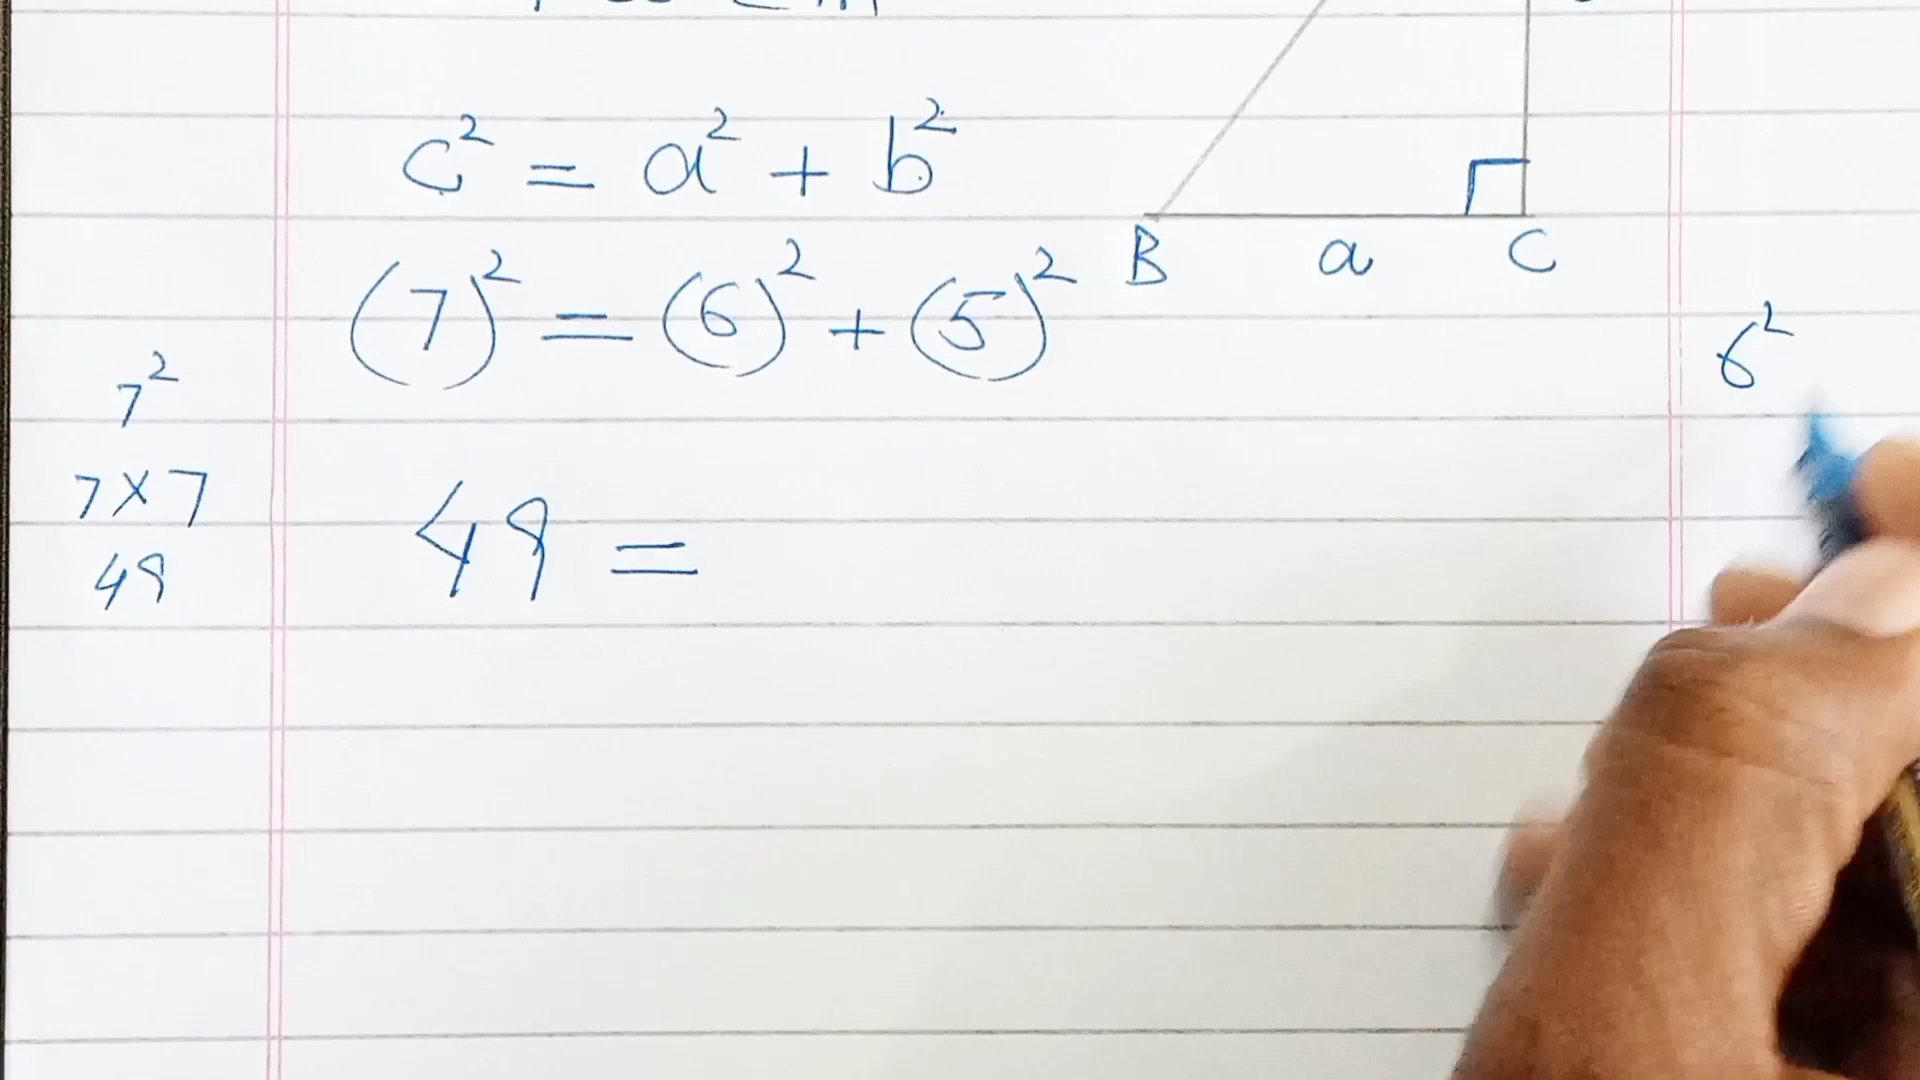 c² = a² + b²
B a C
(7)² = (6)² + (5)²
6²
7²
7 × 7
49 =
49